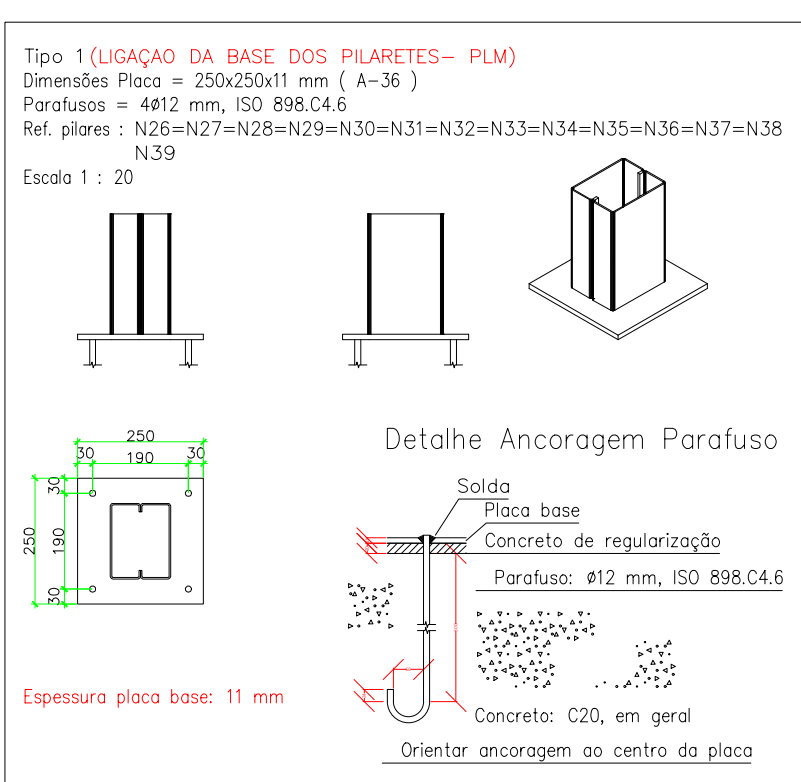 Tipo 1 (LIGAÇAO DA BASE DOS PILARETES- PLM)
Dimensões Placa = 250x250x11 mm ( A-36 )
Parafusos = 4Ø12 mm, ISO 898.C4.6
Ref. pilares : N26=N27=N28=N29=N30=N31=N32=N33=N34=N35=N36=N37=N38
N39
Escala 1 : 20
250
30 190 30
30
190
250
30
Espessura placa base: 11 mm
Detalhe Ancoragem Parafuso
Solda
Placa base
Concreto de regularização
Parafuso: Ø12 mm, ISO 898.C4.6
Concreto: C20, em geral
Orientar ancoragem ao centro da placa